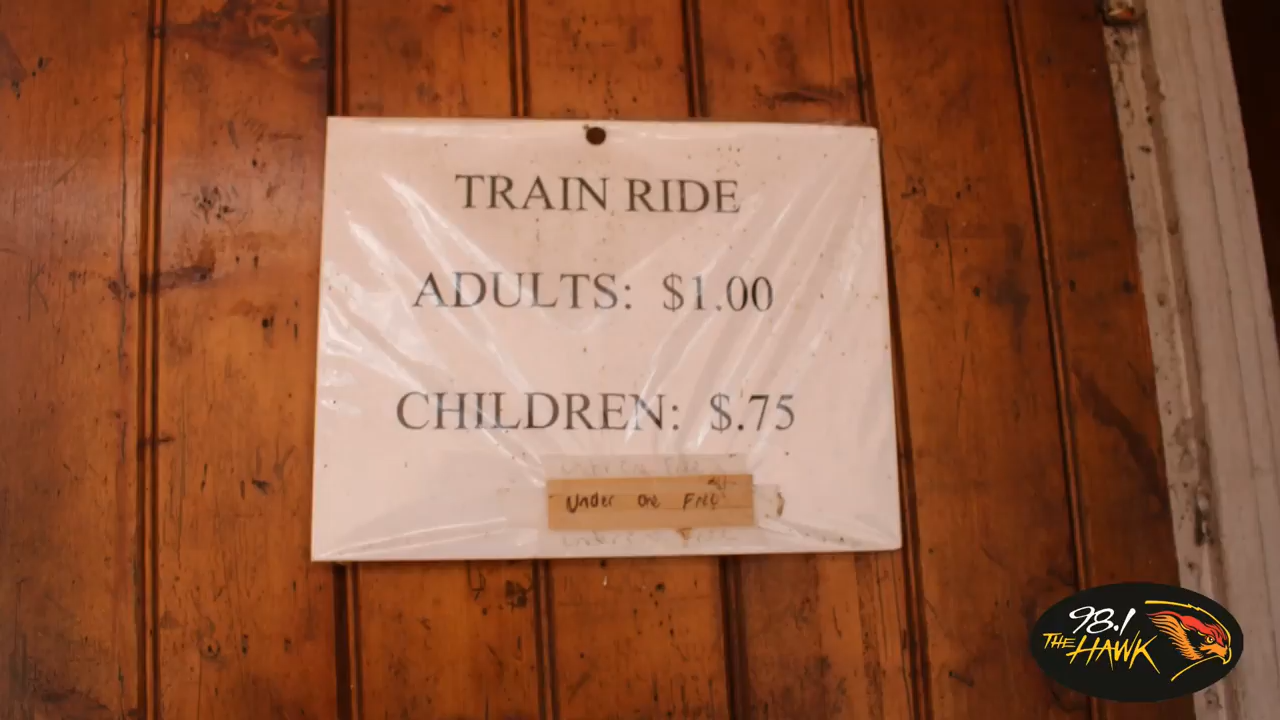 TRAIN RIDE
ADULTS: $1.00
CHILDREN: $.75
Under one Free
98.1
THE HAWK